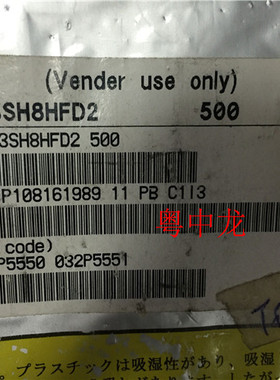 (Vender use only)
SH8HFD2 500
3SH8HFD2 500
P108161989 11 PB C1I3
粤中龙
code)
P5550 032P5551
プラスチックは吸湿性があり、吸湿